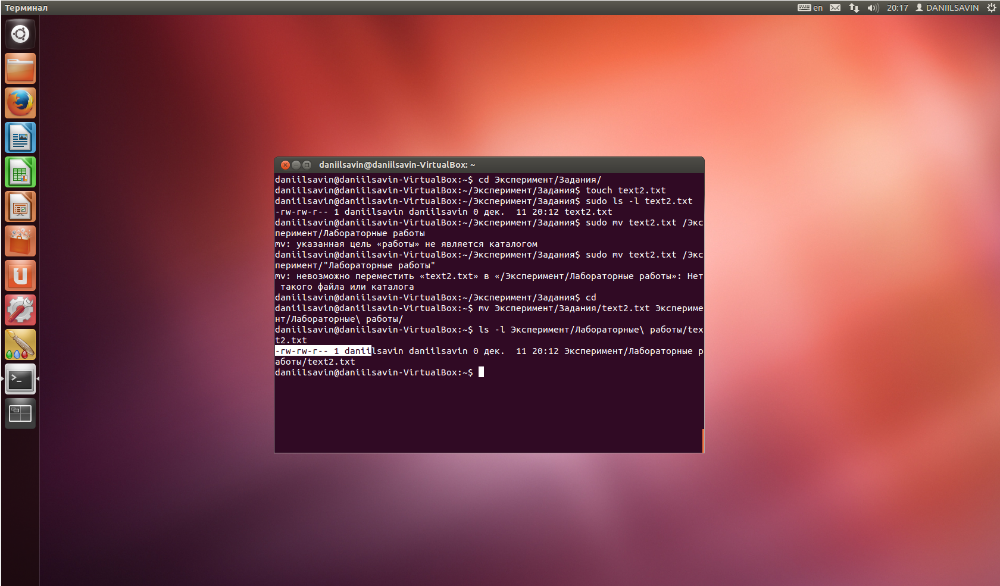 Терминал
en
20:17
DANIILSAVIN
daniilsavin@daniilsavin-VirtualBox: ~
daniilsavin@daniilsavin-VirtualBox:~$ cd Эксперимент/Задания/
daniilsavin@daniilsavin-VirtualBox:~/Эксперимент/Задания$ touch text2.txt
daniilsavin@daniilsavin-VirtualBox:~/Эксперимент/Задания$ sudo ls -l text2.txt
-rw-rw-r-- 1 daniilsavin daniilsavin 0 дек.  11 20:12 text2.txt
daniilsavin@daniilsavin-VirtualBox:~/Эксперимент/Задания$ sudo mv text2.txt /Экс
перимент/Лабораторные работы
mv: указанная цель «работы» не является каталогом
daniilsavin@daniilsavin-VirtualBox:~/Эксперимент/Задания$ sudo mv text2.txt /Экс
перимент/"Лабораторные работы"
mv: невозможно переместить «text2.txt» в «/Эксперимент/Лабораторные работы»: Нет
такого файла или каталога
daniilsavin@daniilsavin-VirtualBox:~/Эксперимент/Задания$ cd
daniilsavin@daniilsavin-VirtualBox:~$ mv Эксперимент/Задания/text2.txt Экспериме
нт/Лабораторные\ работы/
daniilsavin@daniilsavin-VirtualBox:~$ ls -l Эксперимент/Лабораторные\ работы/tex
t2.txt
-rw-rw-r-- 1 daniilsavin daniilsavin 0 дек.  11 20:12 Эксперимент/Лабораторные р
аботы/text2.txt
daniilsavin@daniilsavin-VirtualBox:~$